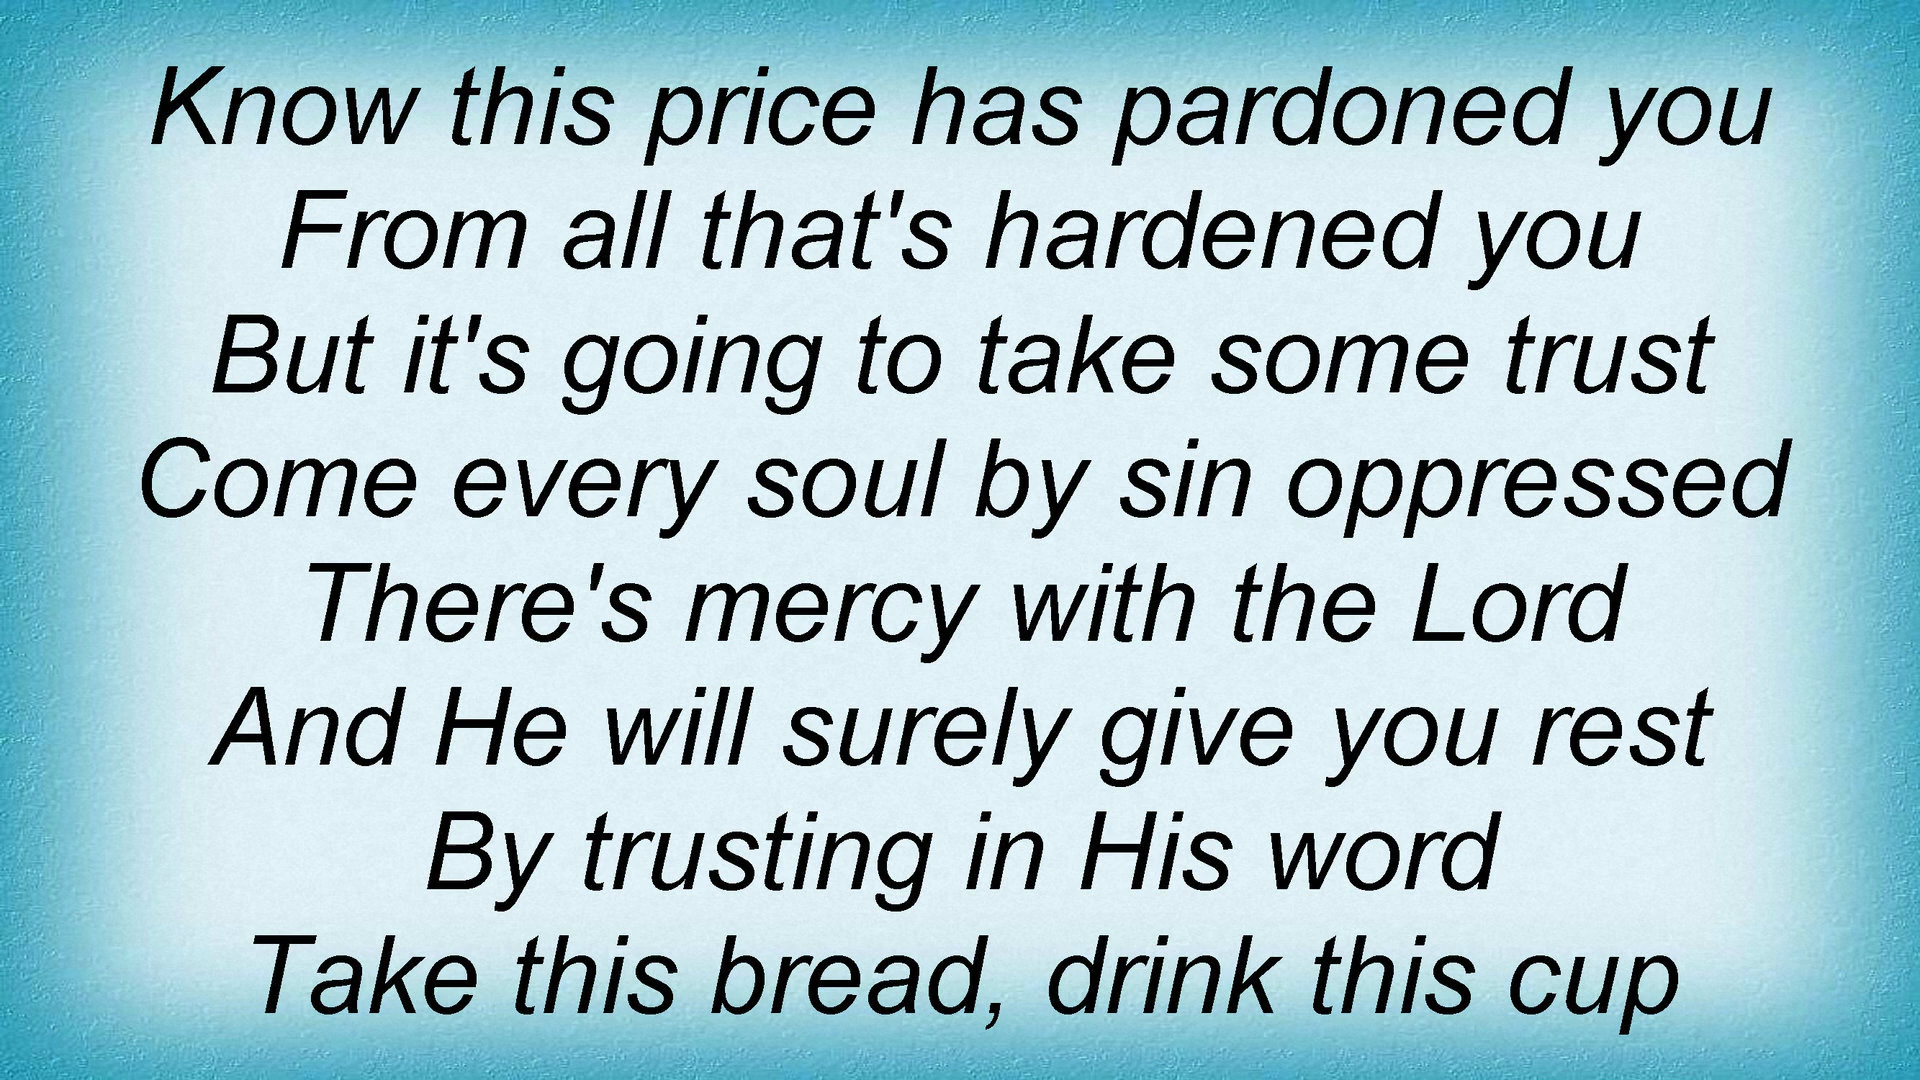 Know this price has pardoned you
From all that's hardened you
But it's going to take some trust
Come every soul by sin oppressed
There's mercy with the Lord
And He will surely give you rest
By trusting in His word
Take this bread, drink this cup